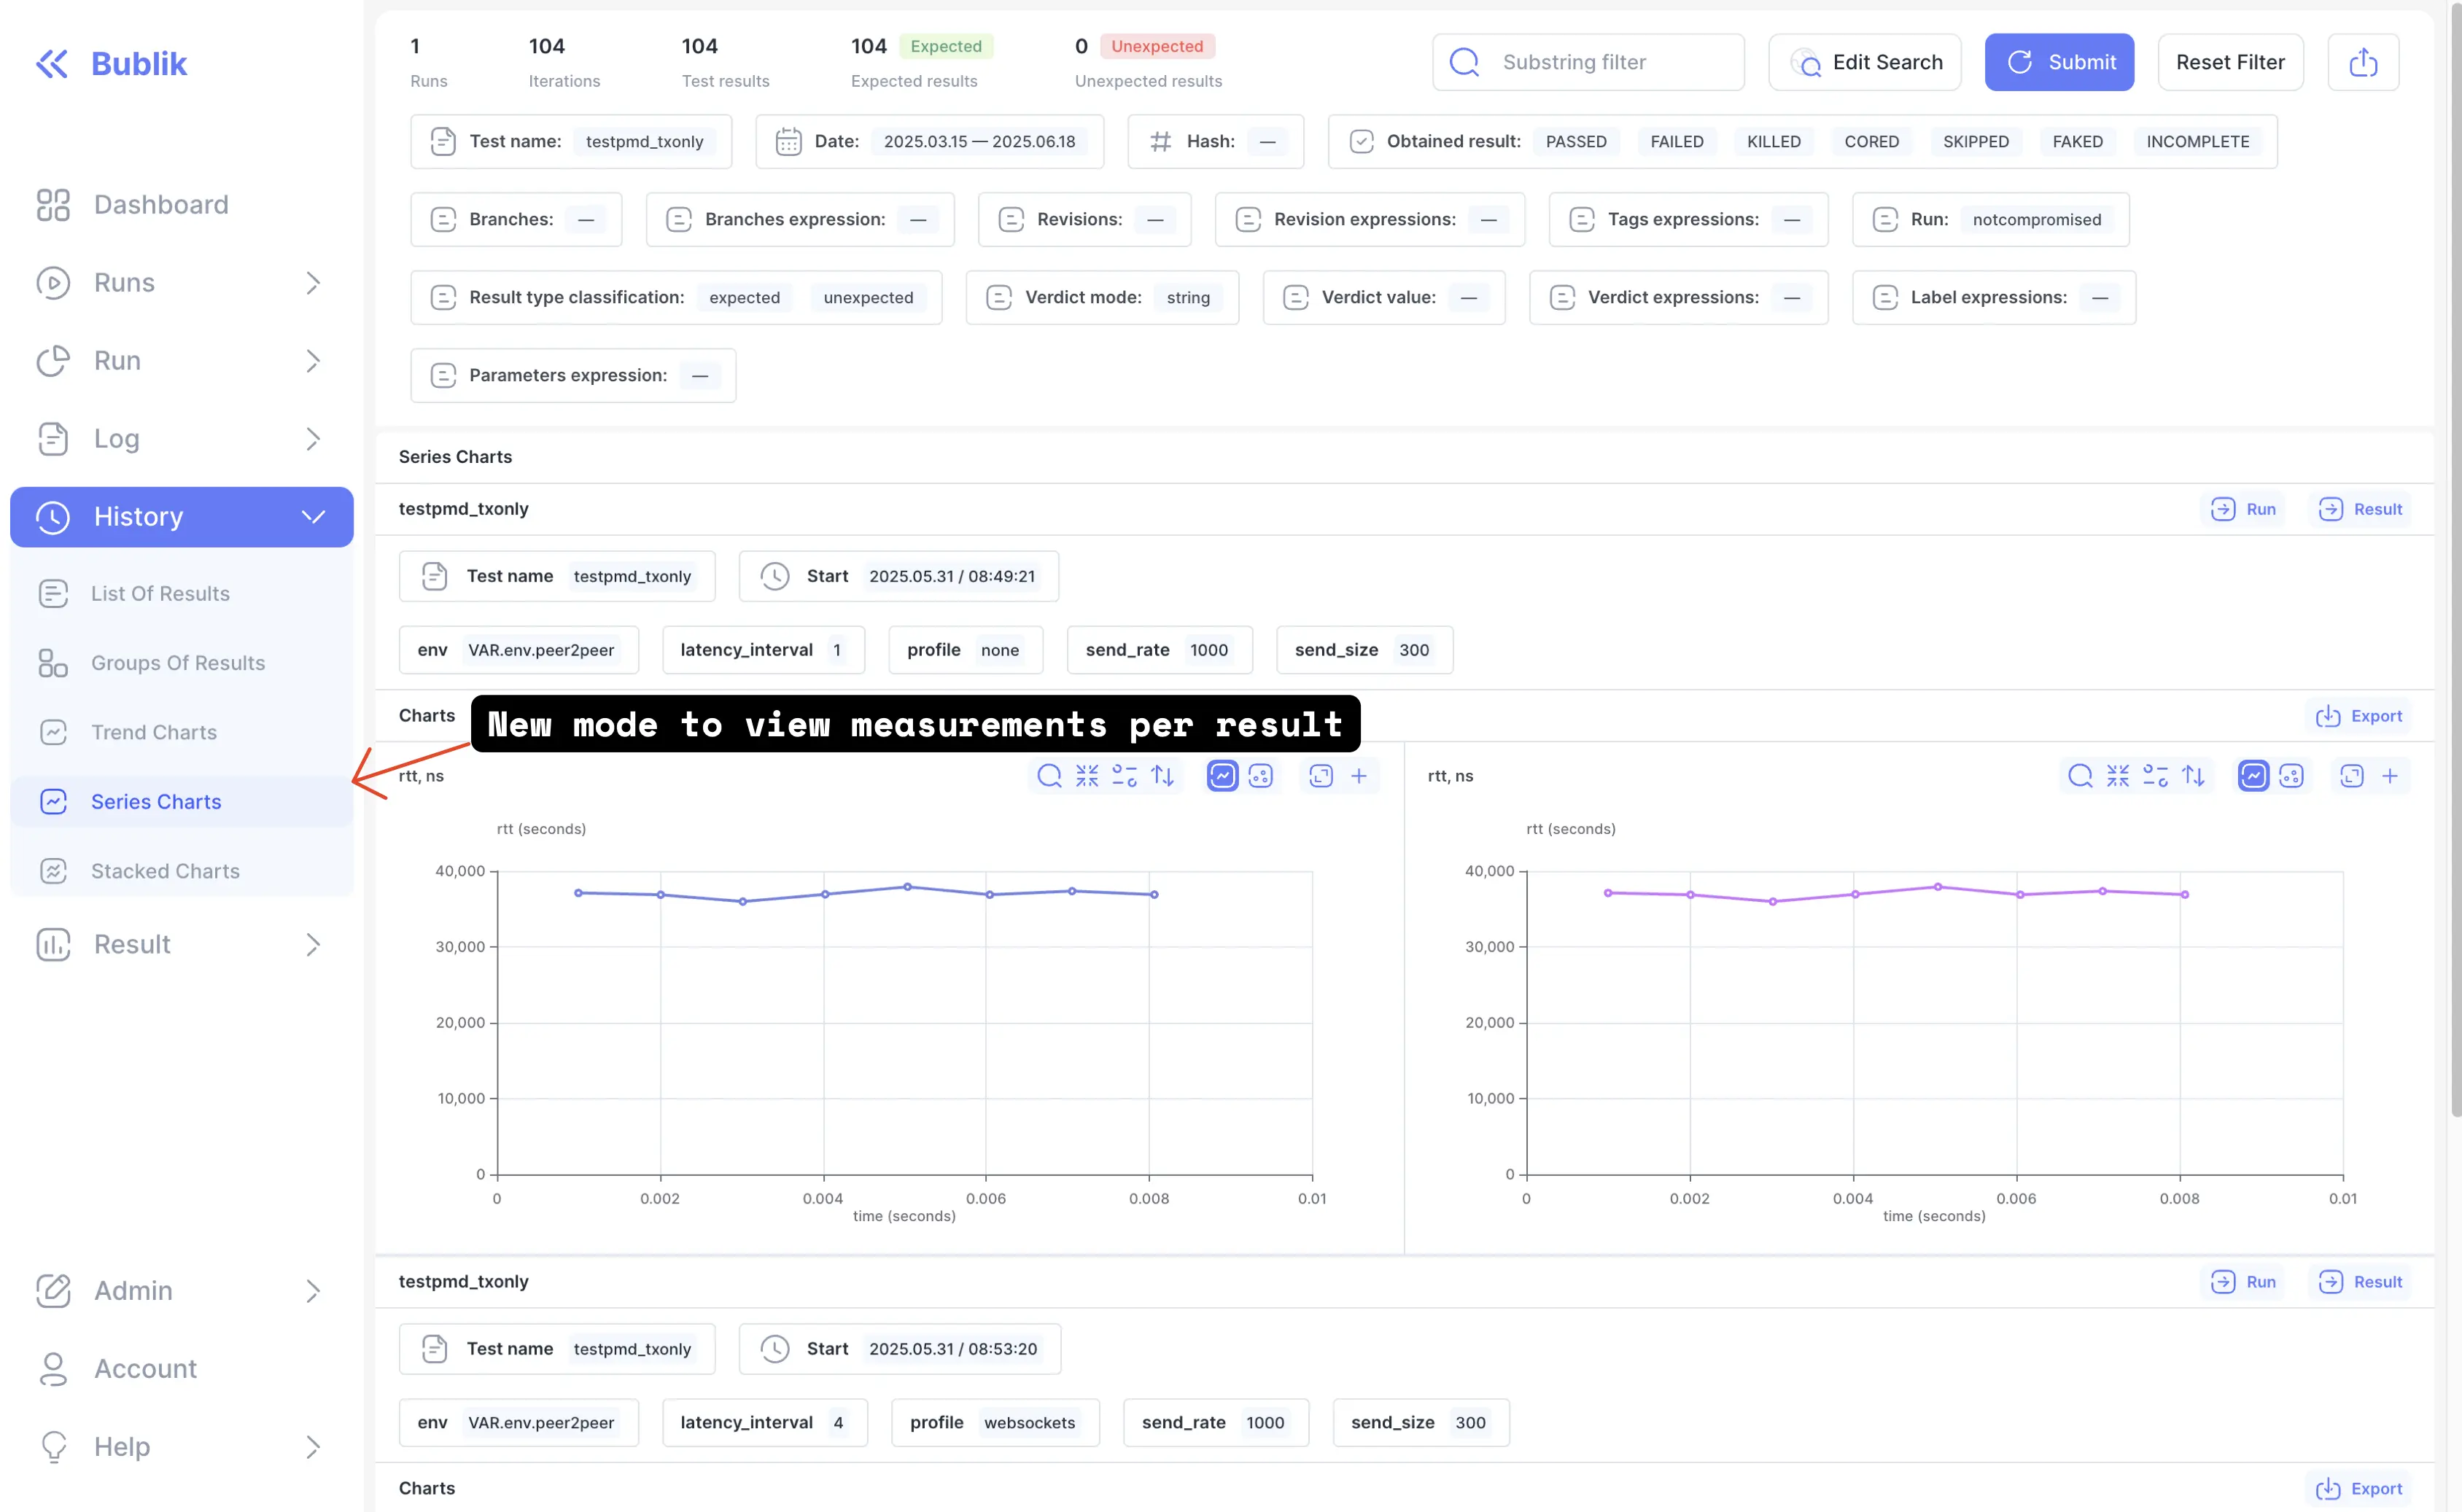 Bublik
Dashboard
Runs
Run
Log
History
List Of Results
Groups Of Results
Trend Charts
Series Charts
Stacked Charts
Result
Admin
Account
Help
1 104 104 104 Expected 0 Unexpected
Runs Iterations Test results Expected results Unexpected results
Substring filter Edit Search Submit Reset Filter
Test name: testpmd_txonly Date: 2025.03.15 — 2025.06.18 Hash: — Obtained result: PASSED FAILED KILLED CORED SKIPPED FAKED INCOMPLETE
Branches: — Branches expression: — Revisions: — Revision expressions: — Tags expressions: — Run: notcompromised
Result type classification: expected unexpected Verdict mode: string Verdict value: — Verdict expressions: — Label expressions: —
Parameters expression: —
Series Charts
testpmd_txonly Run Result
Test name testpmd_txonly Start 2025.05.31 / 08:49:21
env VAR.env.peer2peer latency_interval 1 profile none send_rate 1000 send_size 300
Charts Export
New mode to view measurements per result
rtt, ns
rtt (seconds)
40,000
30,000
20,000
10,000
0
0 0.002 0.004 0.006 0.008 0.01
time (seconds)
rtt, ns
rtt (seconds)
40,000
30,000
20,000
10,000
0
0 0.002 0.004 0.006 0.008 0.01
time (seconds)
testpmd_txonly Run Result
Test name testpmd_txonly Start 2025.05.31 / 08:53:20
env VAR.env.peer2peer latency_interval 4 profile websockets send_rate 1000 send_size 300
Charts Export